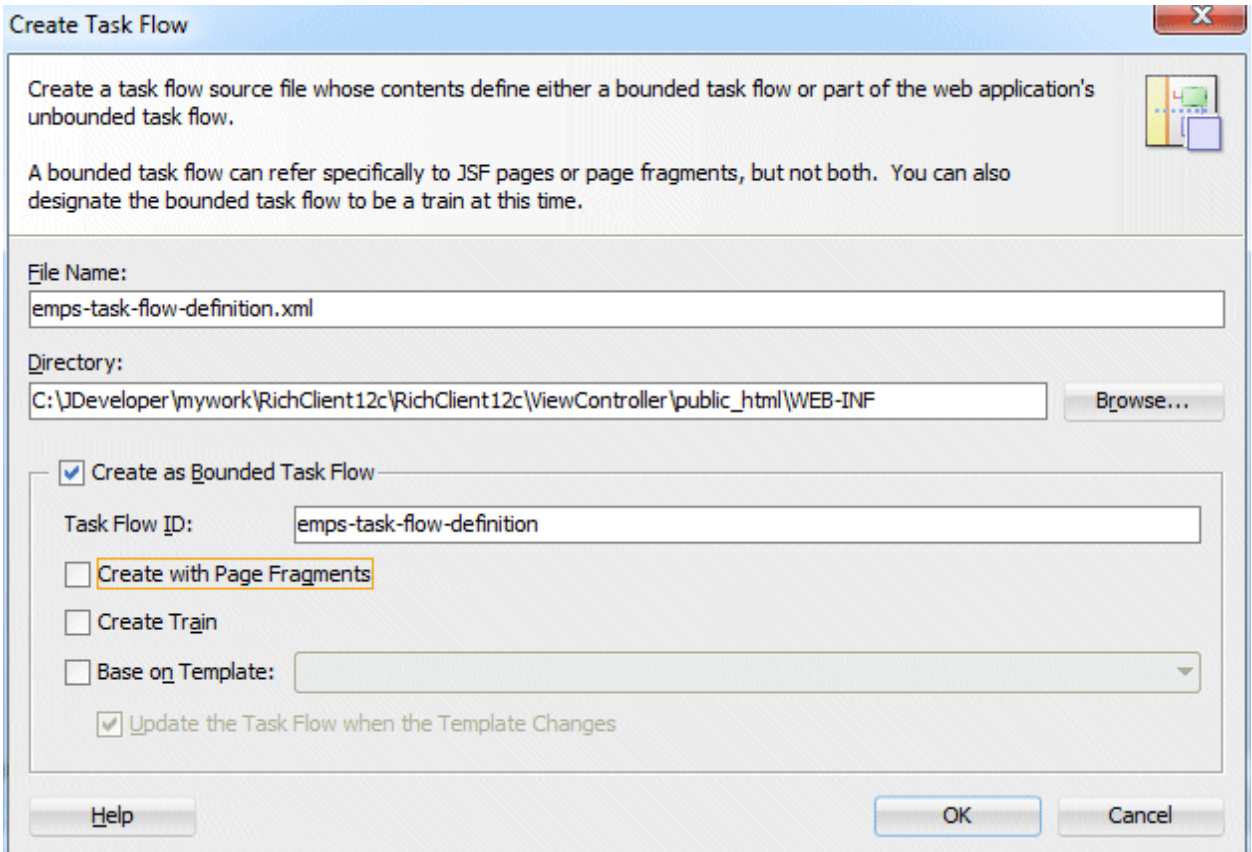 Create Task Flow
Create a task flow source file whose contents define either a bounded task flow or part of the web application's
unbounded task flow.
A bounded task flow can refer specifically to JSF pages or page fragments, but not both. You can also
designate the bounded task flow to be a train at this time.
File Name:
emps-task-flow-definition.xml
Directory:
C:\JDeveloper\mywork\RichClient12c\RichClient12c\ViewController\public_html\WEB-INF
Browse...
Create as Bounded Task Flow
Task Flow ID:
emps-task-flow-definition
Create with Page Fragments
Create Train
Base on Template:
Update the Task Flow when the Template Changes
Help
OK
Cancel